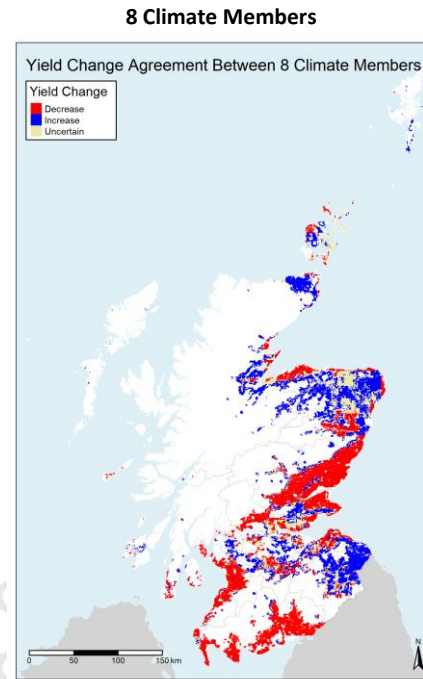 8 Climate Members
Yield Change Agreement Between 8 Climate Members
Yield Change
Decrease
Increase
Uncertain
N
0 50 100 150 km